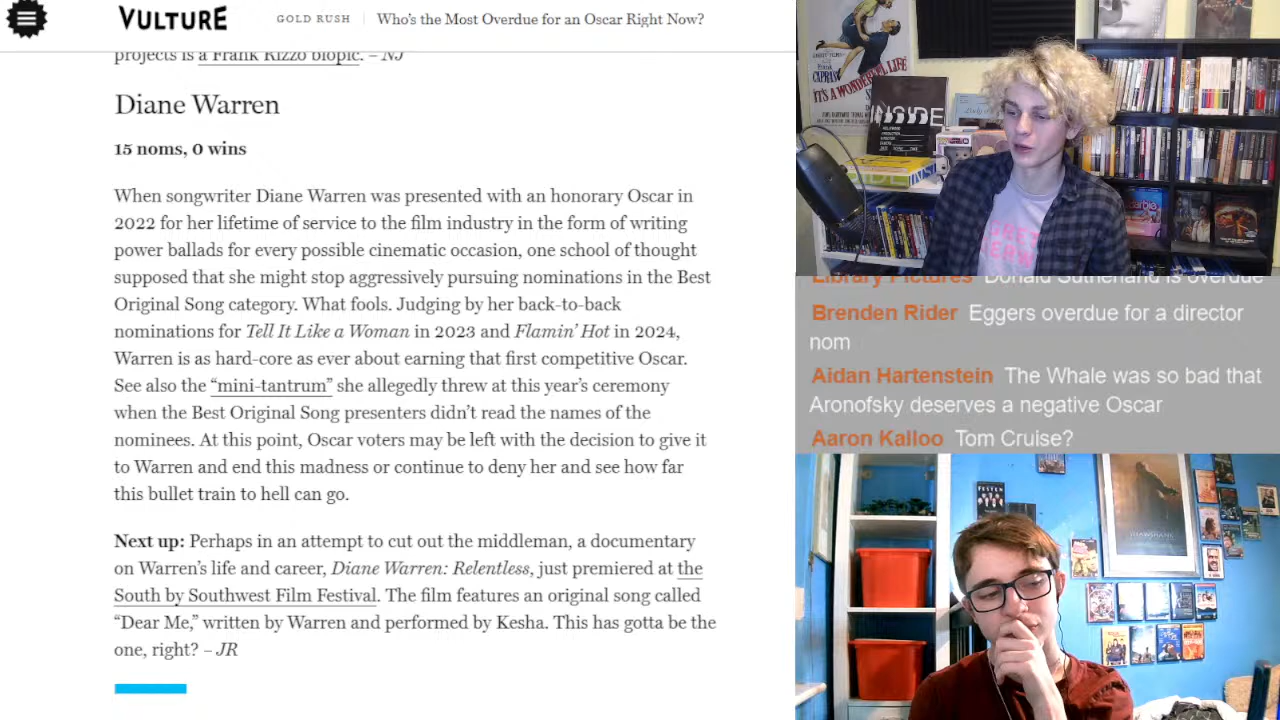 VULTURE
GOLD RUSH
Who's the Most Overdue for an Oscar Right Now?
projects is a Frank Rizzo biopic. – NJ
Diane Warren
15 noms, 0 wins
When songwriter Diane Warren was presented with an honorary Oscar in
2022 for her lifetime of service to the film industry in the form of writing
power ballads for every possible cinematic occasion, one school of thought
supposed that she might stop aggressively pursuing nominations in the Best
Original Song category. What fools. Judging by her back-to-back
nominations for Tell It Like a Woman in 2023 and Flamin' Hot in 2024,
Warren is as hard-core as ever about earning that first competitive Oscar.
See also the “mini-tantrum” she allegedly threw at this year's ceremony
when the Best Original Song presenters didn't read the names of the
nominees. At this point, Oscar voters may be left with the decision to give it
to Warren and end this madness or continue to deny her and see how far
this bullet train to hell can go.
Next up: Perhaps in an attempt to cut out the middleman, a documentary
on Warren's life and career, Diane Warren: Relentless, just premiered at the
South by Southwest Film Festival. The film features an original song called
“Dear Me,” written by Warren and performed by Kesha. This has gotta be the
one, right? – JR
IT'S A WONDERFUL LIFE
INSIDE
Library Pictures Donald Sutherland is overdue
Brenden Rider Eggers overdue for a director
nom
Aidan Hartenstein The Whale was so bad that
Aronofsky deserves a negative Oscar
Aaron Kalloo Tom Cruise?